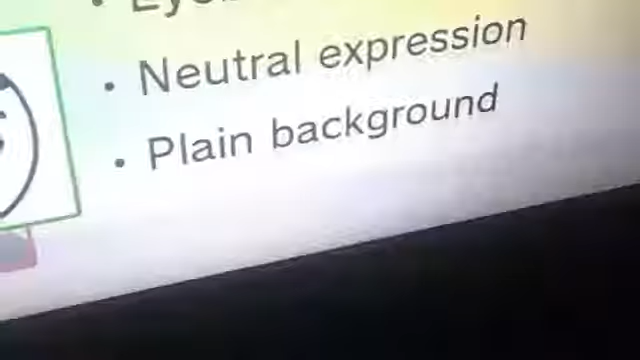 • Neutral expression
• Plain background